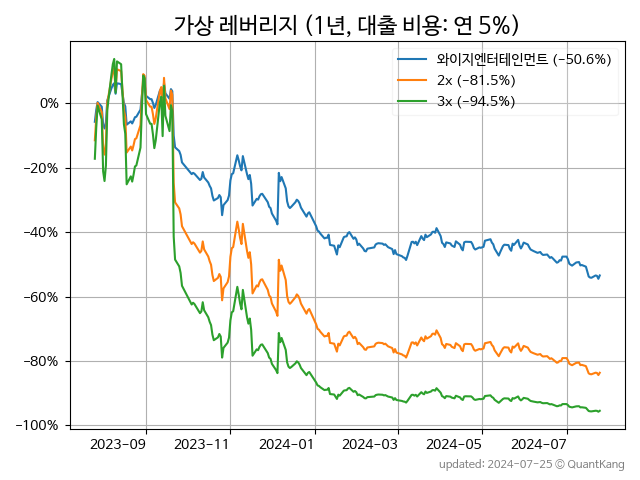 가상 레버리지 (1년, 대출 비용: 연 5%)
와이지엔터테인먼트 (−50.6%)
2x (−81.5%)
3x (−94.5%)
0%
−20%
−40%
−60%
−80%
−100%
2023-09 2023-11 2024-01 2024-03 2024-05 2024-07
updated: 2024-07-25 © QuantKang